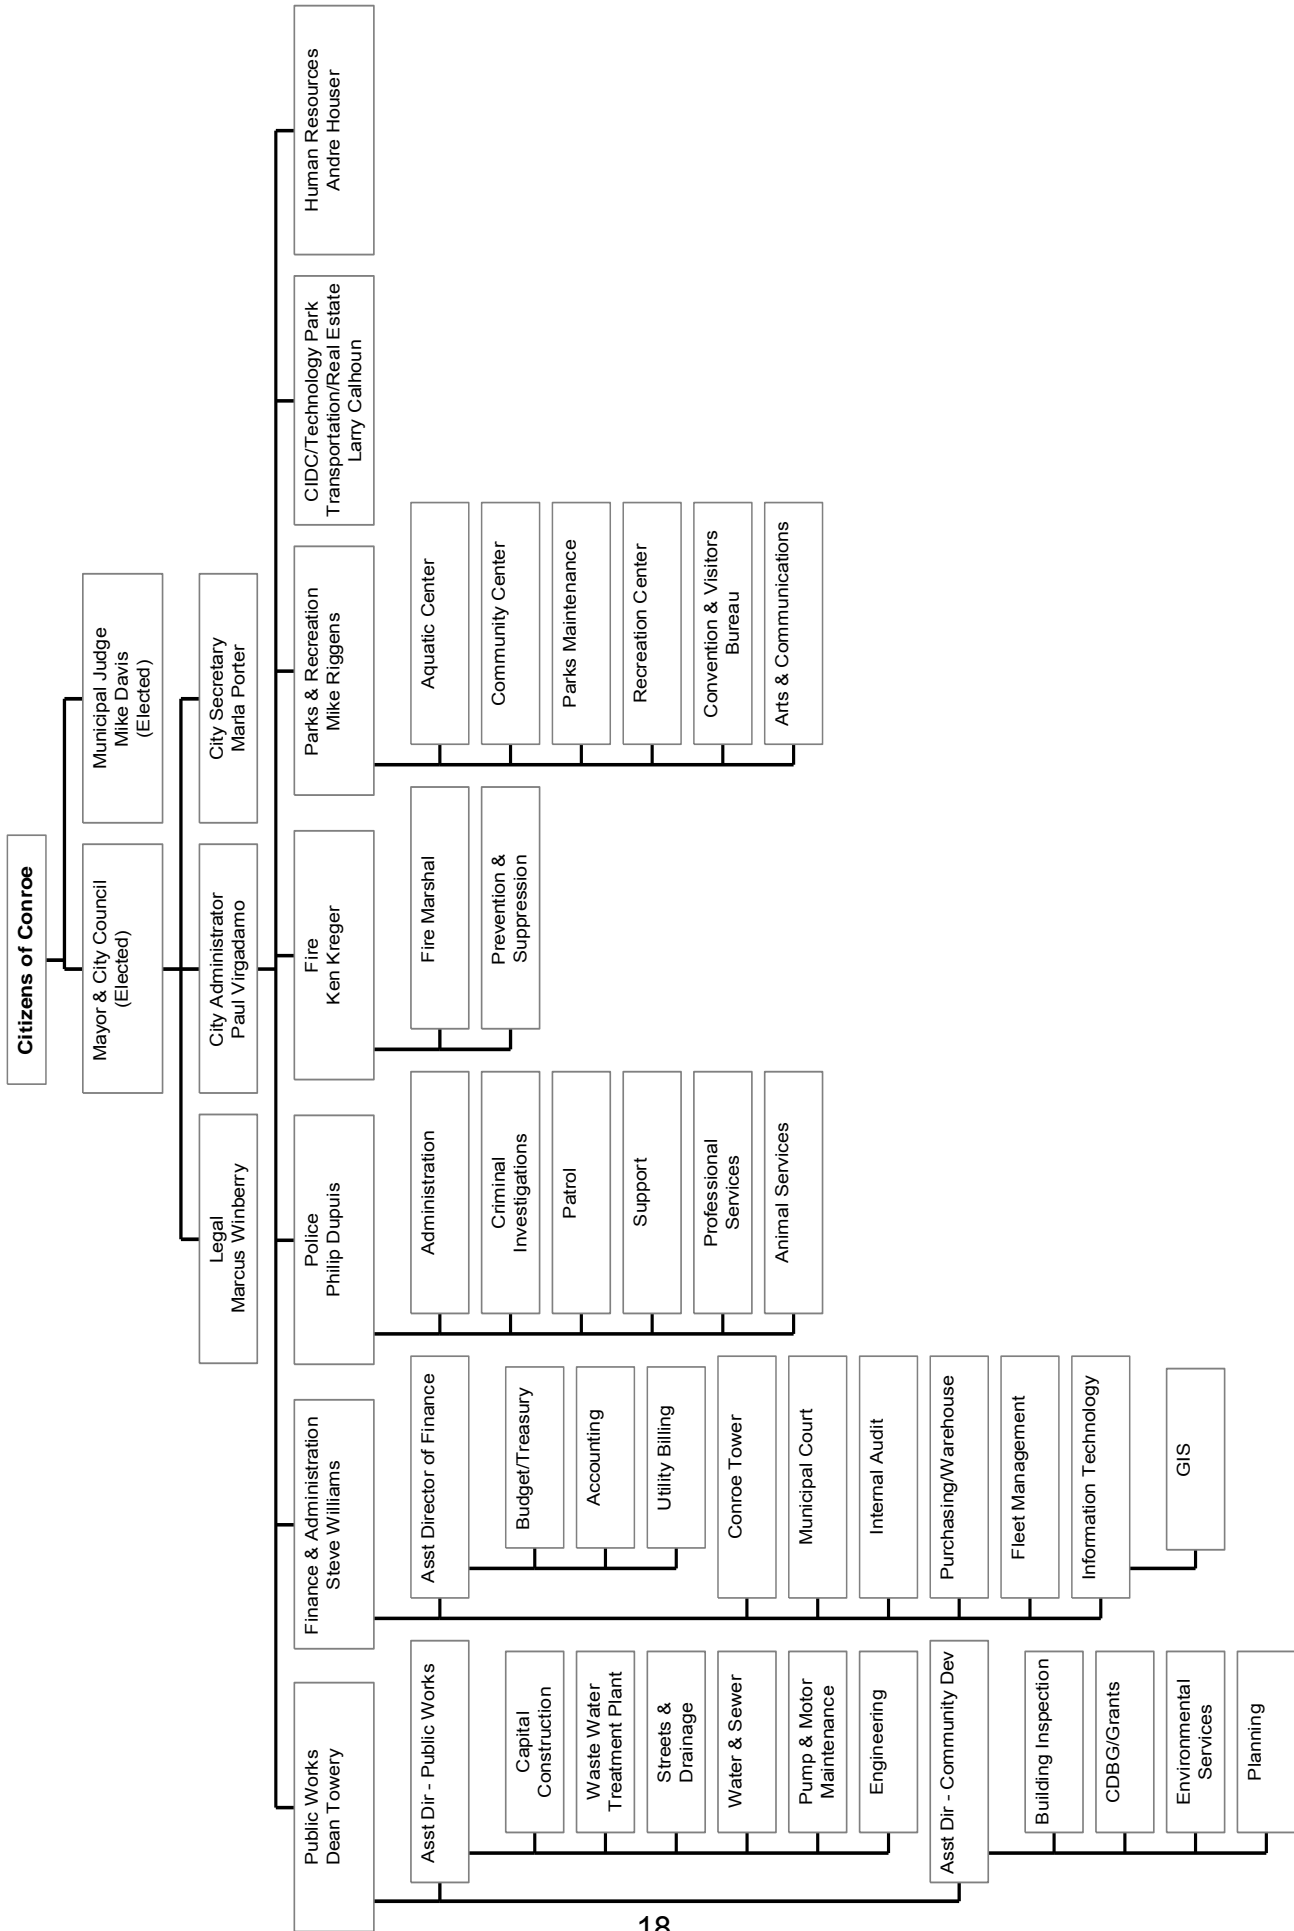 Citizens of Conroe
Mayor & City Council
(Elected)
Municipal Judge
Mike Davis
(Elected)
Legal
Marcus Winberry
City Administrator
Paul Virgadamo
City Secretary
Marla Porter
Public Works
Dean Towery
Finance & Administration
Steve Williams
Police
Philip Dupuis
Fire
Ken Kreger
Parks & Recreation
Mike Riggens
CIDC/Technology Park
Transportation/Real Estate
Larry Calhoun
Human Resources
Andre Houser
Asst Dir - Public Works
Capital
Construction
Waste Water
Treatment Plant
Streets &
Drainage
Water & Sewer
Pump & Motor
Maintenance
Engineering
Asst Dir - Community Dev
Building Inspection
CDBG/Grants
Environmental
Services
Planning
Asst Director of Finance
Budget/Treasury
Accounting
Utility Billing
Conroe Tower
Municipal Court
Internal Audit
Purchasing/Warehouse
Fleet Management
Information Technology
GIS
Administration
Criminal
Investigations
Patrol
Support
Professional
Services
Animal Services
Fire Marshal
Prevention &
Suppression
Aquatic Center
Community Center
Parks Maintenance
Recreation Center
Convention & Visitors
Bureau
Arts & Communications
18